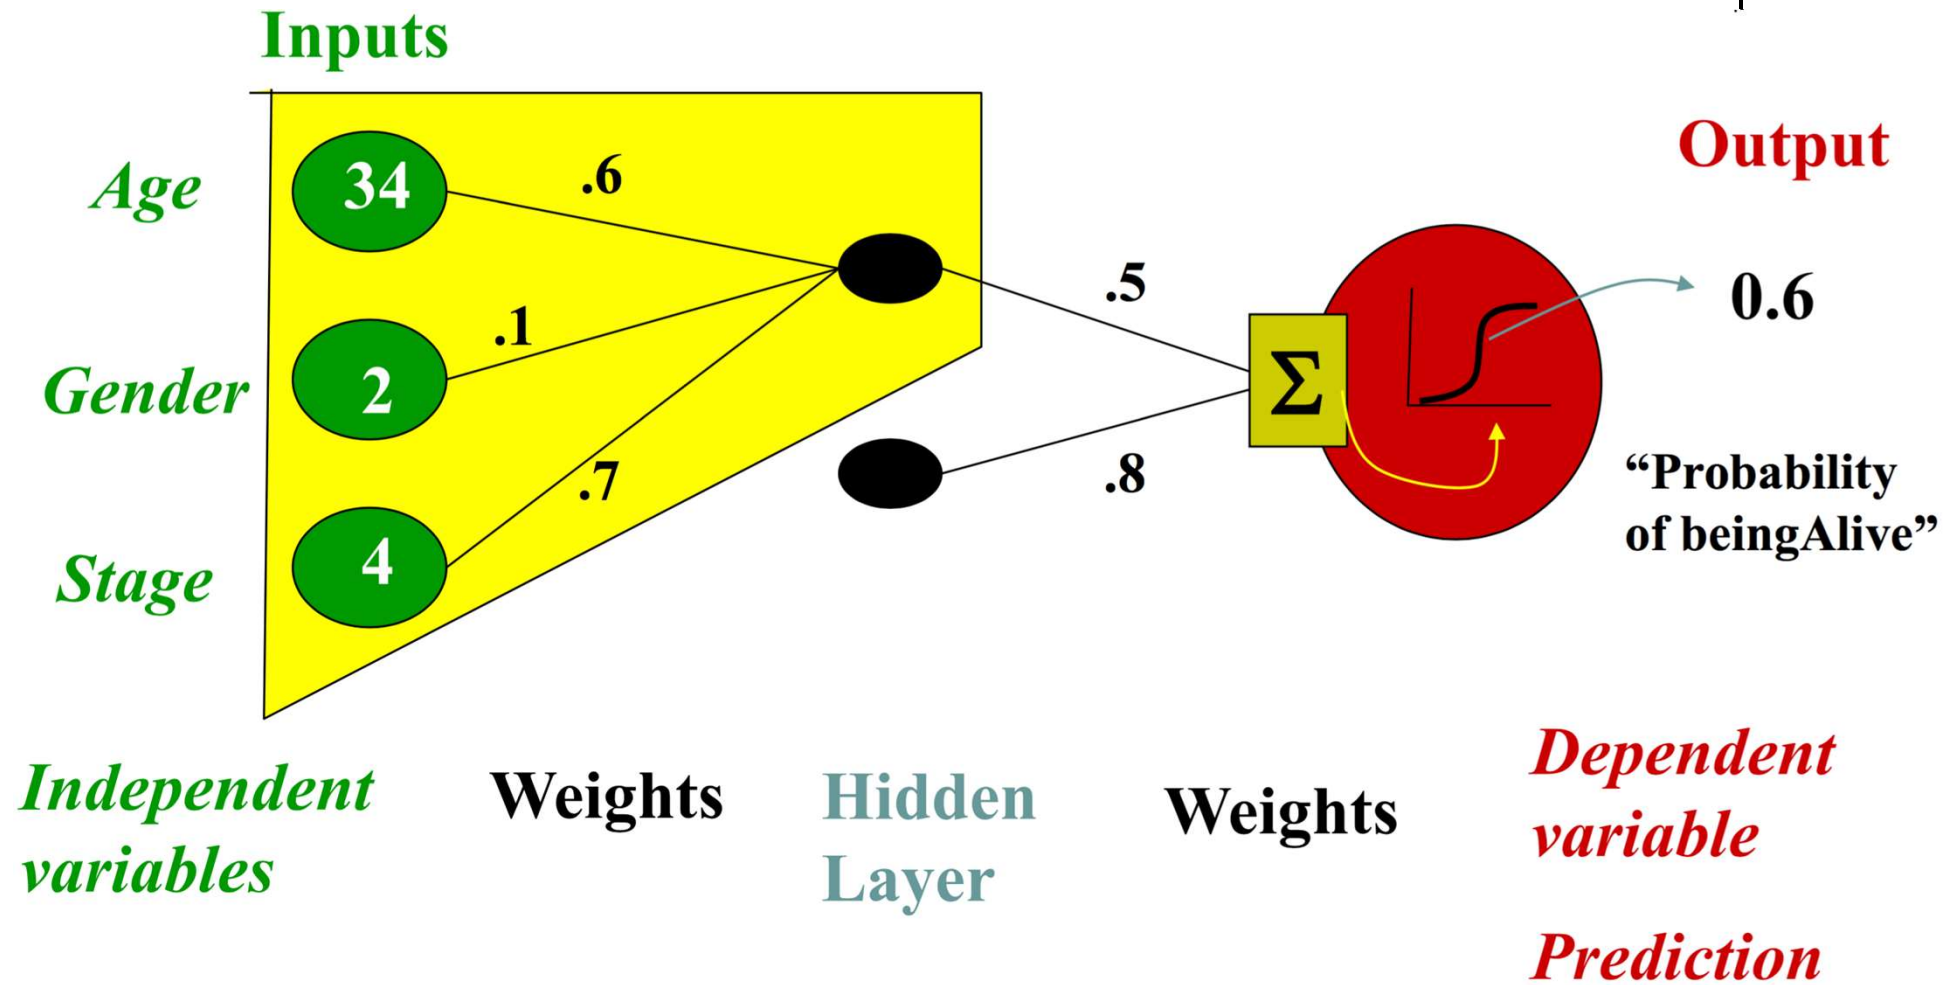 Inputs
Output
Age
34
.6
.5
0.6
Gender
2
.1
Σ
Stage
4
.7
.8
“Probability
of beingAlive”
Independent
variables
Weights
Hidden
Layer
Weights
Dependent
variable
Prediction